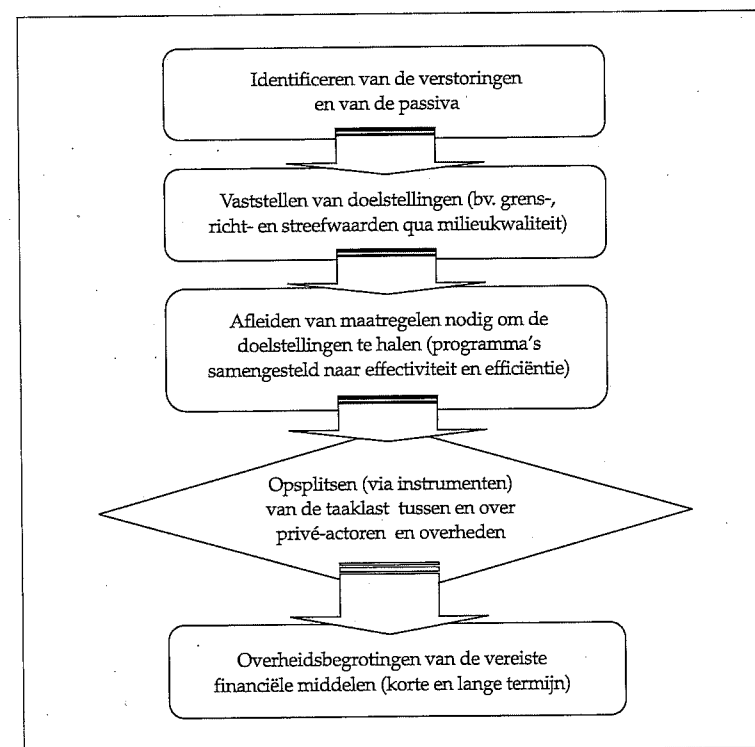 Identificeren van de verstoringen
en van de passiva
Vaststellen van doelstellingen (bv. grens-,
richt- en streefwaarden qua milieukwaliteit)
Afleiden van maatregelen nodig om de
doelstellingen te halen (programma's
samengesteld naar effectiviteit en efficiëntie)
Opsplitsen (via instrumenten)
van de taaklast tussen en over
privé-actoren en overheden
Overheidsbegrotingen van de vereiste
financiële middelen (korte en lange termijn)